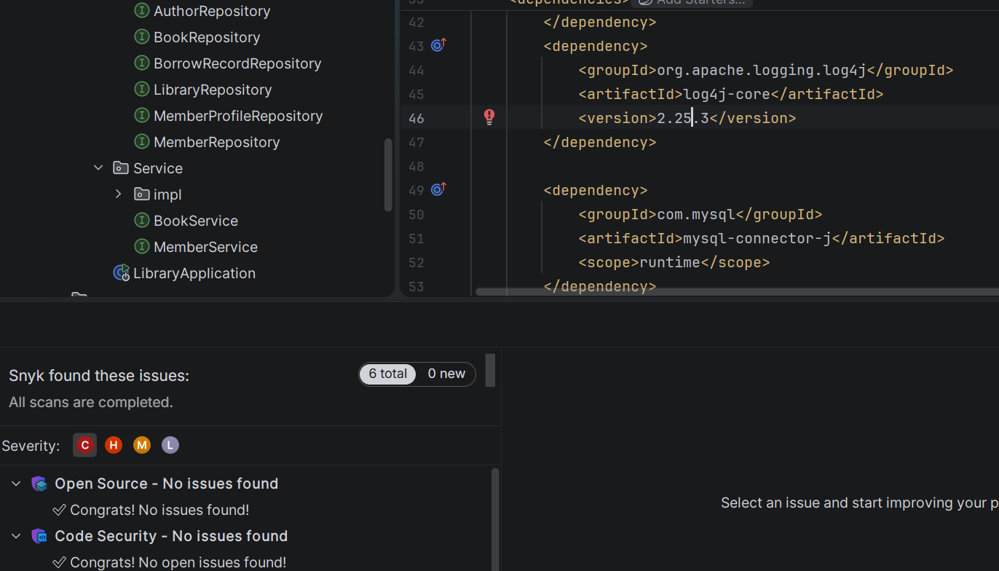 AuthorRepository
BookRepository
BorrowRecordRepository
LibraryRepository
MemberProfileRepository
MemberRepository
Service
impl
BookService
MemberService
LibraryApplication
<dependencies> Add Starters...
42 </dependency>
43 <dependency>
44 <groupId>org.apache.logging.log4j</groupId>
45 <artifactId>log4j-core</artifactId>
46 <version>2.25.3</version>
47 </dependency>
48
49 <dependency>
50 <groupId>com.mysql</groupId>
51 <artifactId>mysql-connector-j</artifactId>
52 <scope>runtime</scope>
53 </dependency>
Snyk found these issues:
6 total 0 new
All scans are completed.
Severity: C H M L
Open Source - No issues found
Congrats! No issues found!
Code Security - No issues found
Congrats! No open issues found!
Select an issue and start improving your p